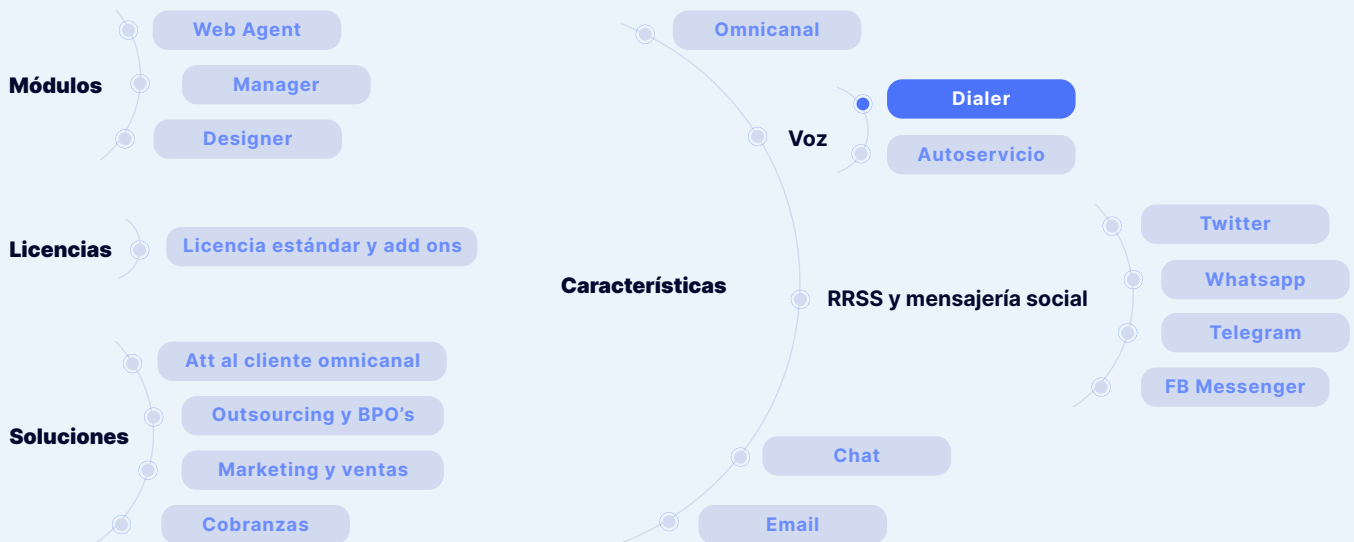 Módulos
Web Agent
Manager
Designer
Licencias
Licencia estándar y add ons
Soluciones
Att al cliente omnicanal
Outsourcing y BPO’s
Marketing y ventas
Cobranzas
Características
Omnicanal
Voz
Dialer
Autoservicio
RRSS y mensajería social
Twitter
Whatsapp
Telegram
FB Messenger
Chat
Email